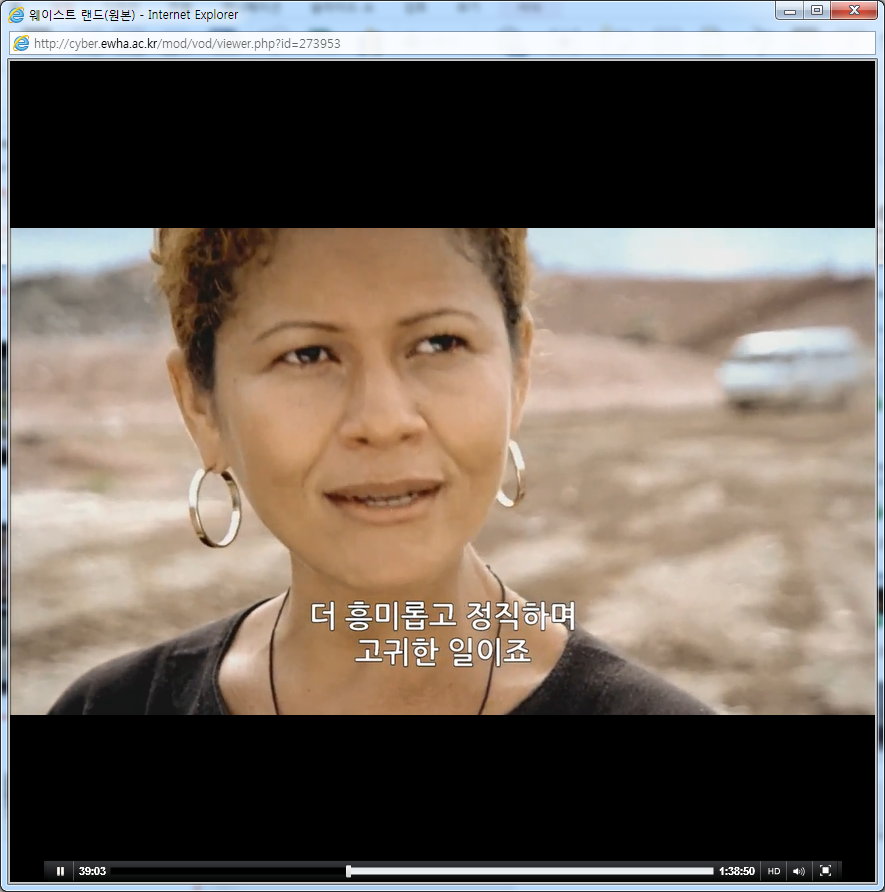 웨이스트 랜드(원본) - Internet Explorer
http://cyber.ewha.ac.kr/mod/vod/viewer.php?id=273953
더 흥미롭고 정직하며
고귀한 일이죠
39:03 1:38:50 HD